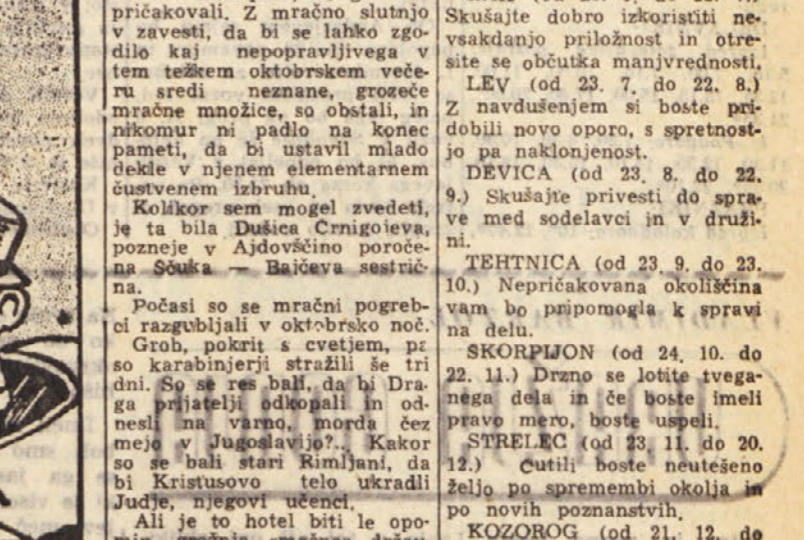 pričakovali. Z mračno slutnjo
v zavesti, da bi se lahko zgo-
dilo kaj nepopravljivega v
tem težkem oktobrskem veče-
ru sredi neznane, grozeče
mračne množice, so obstali, in
nikomur ni padlo na konec
pameti, da bi ustavil mlado
dekle v njenem elementarnem
čustvenem izbruhu.
Kolikor sem mogel zvedeti,
je ta bila Dušica Črnigojeva,
pozneje v Ajdovščino poroče-
na Ščuka — Bajčeva sestrič-
na.
Počasi so se mračni pogreb-
ci razgubljali v oktobrsko noč.
Grob, pokrit s cvetjem, pa
so karabinjerji stražili še tri
dni. So se res bali, da bi Dra-
ga prijatelji odkopali in od-
nesli na varno, morda čez
mejo v Jugoslavijo?... Kakor
so se bali stari Rimljani, da
bi Kristusovo telo ukradli
Judje, njegovi učenci.
Ali je to hotel biti le opo-
Skušajte dobro izkoristiti ne-
vsakdanjo priložnost in otre-
site se občutka manjvrednosti.
LEV (od 23. 7. do 22. 8.)
Z navdušenjem si boste pri-
dobili novo oporo, s spretnost-
jo pa naklonjenost.
DEVICA (od 23. 8. do 22.
9.) Skušajte privesti do spra-
ve med sodelavci in v druži-
ni.
TEHTNICA (od 23. 9. do 23.
10.) Nepričakovana okoliščina
vam bo pripomogla k spravi
na delu.
SKORPIJON (od 24. 10. do
22. 11.) Drzno se lotite tvega-
nega dela in če boste imeli
pravo mero, boste uspeli.
STRELEC (od 23. 11. do 20.
12.) Čutili boste neutešeno
željo po spremembi okolja in
po novih poznanstvih.
KOZOROG (od 21. 12. do